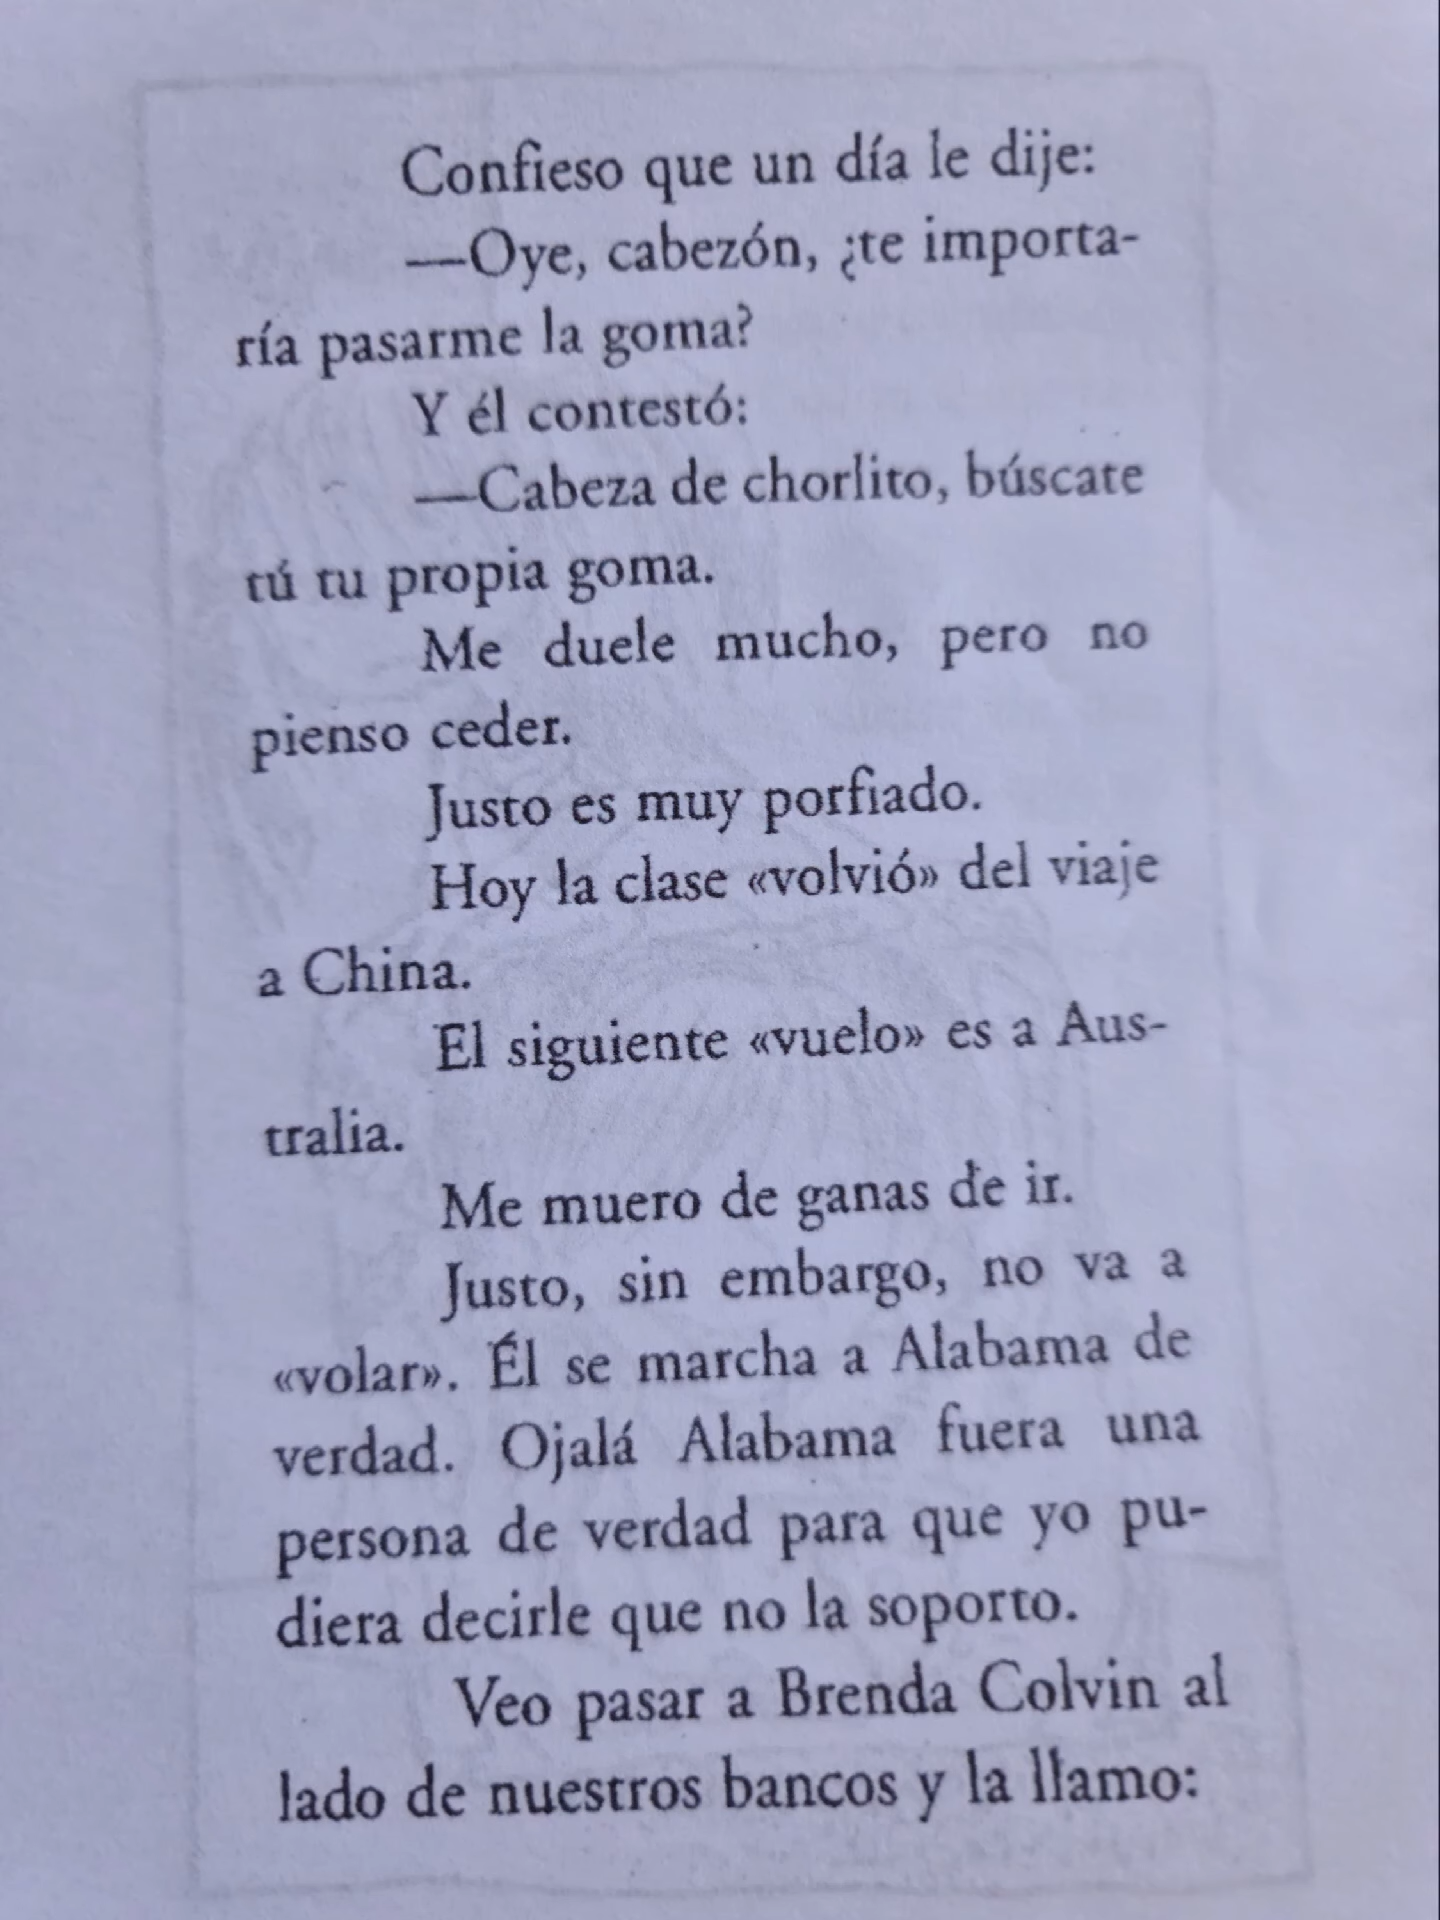 Confieso que un día le dije:
—Oye, cabezón, ¿te importa-
ría pasarme la goma?
Y él contestó:
—Cabeza de chorlito, búscate
tú tu propia goma.
Me duele mucho, pero no
pienso ceder.
Justo es muy porfiado.
Hoy la clase «volvió» del viaje
a China.
El siguiente «vuelo» es a Aus-
tralia.
Me muero de ganas de ir.
Justo, sin embargo, no va a
«volar». Él se marcha a Alabama de
verdad. Ojalá Alabama fuera una
persona de verdad para que yo pu-
diera decirle que no la soporto.
Veo pasar a Brenda Colvin al
lado de nuestros bancos y la llamo: